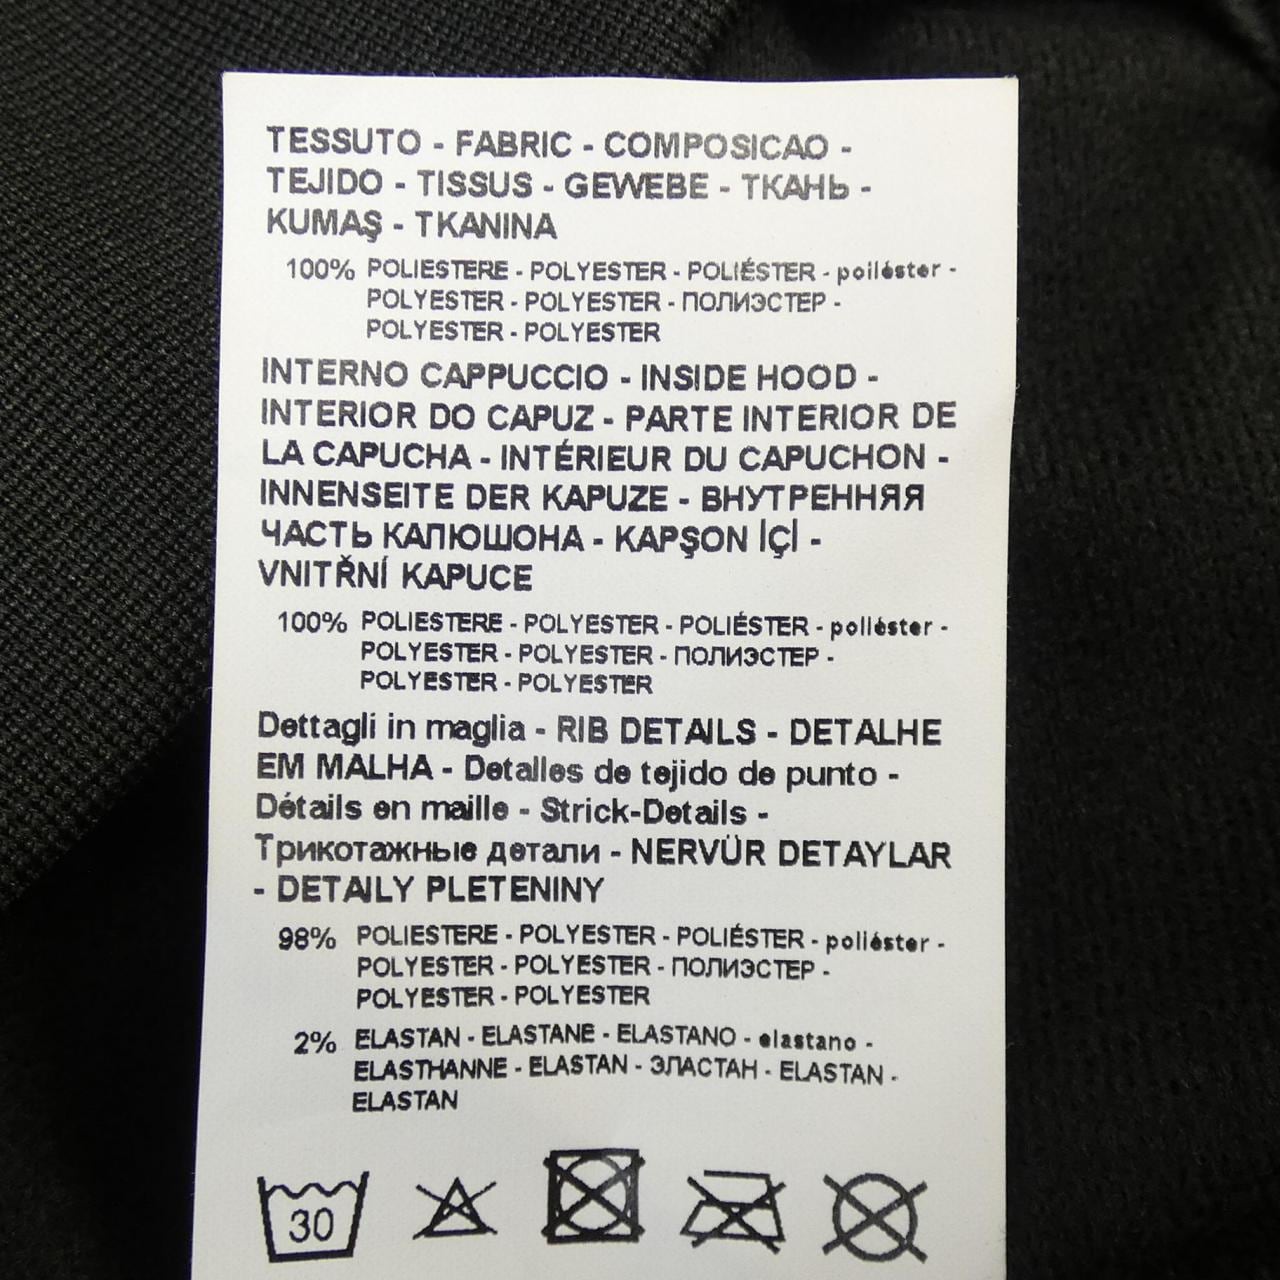 TESSUTO - FABRIC - COMPOSICAO -
TEJIDO - TISSUS - GEWEBE - ТКАНЬ -
KUMAŞ - TKANINA
100% POLIESTERE - POLYESTER - POLIÉSTER - poiléster -
POLYESTER - POLYESTER - ПОЛИЭСТЕР -
POLYESTER - POLYESTER
INTERNO CAPPUCCIO - INSIDE HOOD -
INTERIOR DO CAPUZ - PARTE INTERIOR DE
LA CAPUCHA - INTÉRIEUR DU CAPUCHON -
INNENSEITE DER KAPUZE - ВНУТРЕННЯЯ
ЧАСТЬ КАПЮШОНА - KAPŞON İÇİ -
VNITŘNÍ KAPUCE
100% POLIESTERE - POLYESTER - POLIÉSTER - poliéster -
POLYESTER - POLYESTER - ПОЛИЭСТЕР -
POLYESTER - POLYESTER
Dettagli in maglia - RIB DETAILS - DETALHE
EM MALHA - Detalles de tejido de punto -
Détails en maille - Strick-Details -
Трикотажные детали - NERVÜR DETAYLAR
- DETAILY PLETENINY
98% POLIESTERE - POLYESTER - POLIÉSTER - poliéster -
POLYESTER - POLYESTER - ПОЛИЭСТЕР -
POLYESTER - POLYESTER
2% ELASTAN - ELASTANE - ELASTANO - elastano -
ELASTHANNE - ELASTAN - ЭЛАСТАН - ELASTAN -
ELASTAN
30